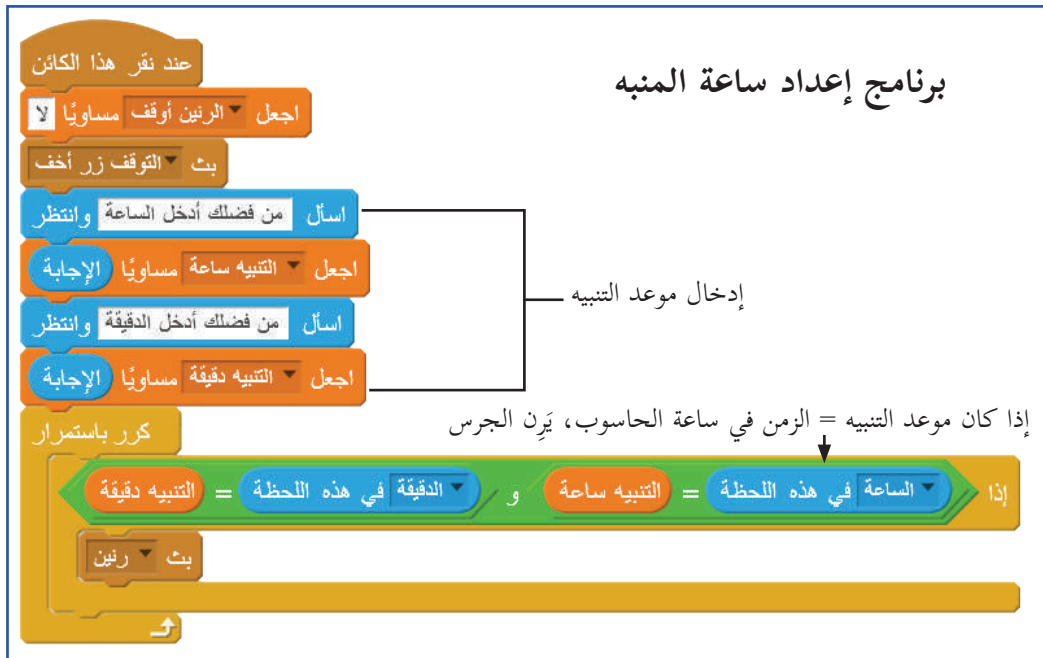 برنامج إعداد ساعة المنبه
عند نقر هذا الكائن
اجعل الرنين أوقف مساويًا لا
بث التوقف زر أخف
اسأل من فضلك أدخل الساعة وانتظر
اجعل التنبيه ساعة مساويًا الإجابة
إدخال موعد التنبيه
اسأل من فضلك أدخل الدقيقة وانتظر
اجعل التنبيه دقيقة مساويًا الإجابة
كرر باستمرار
إذا كان موعد التنبيه = الزمن في ساعة الحاسوب، يَرِن الجرس
إذا الساعة في هذه اللحظة = التنبيه ساعة و الدقيقة في هذه اللحظة = التنبيه دقيقة
بث رنين